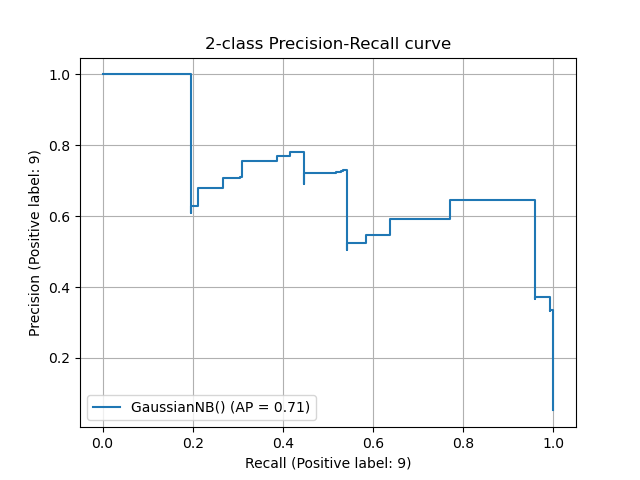 2-class Precision-Recall curve
Precision (Positive label: 9)
1.0
0.8
0.6
0.4
0.2
GaussianNB() (AP = 0.71)
0.0 0.2 0.4 0.6 0.8 1.0
Recall (Positive label: 9)